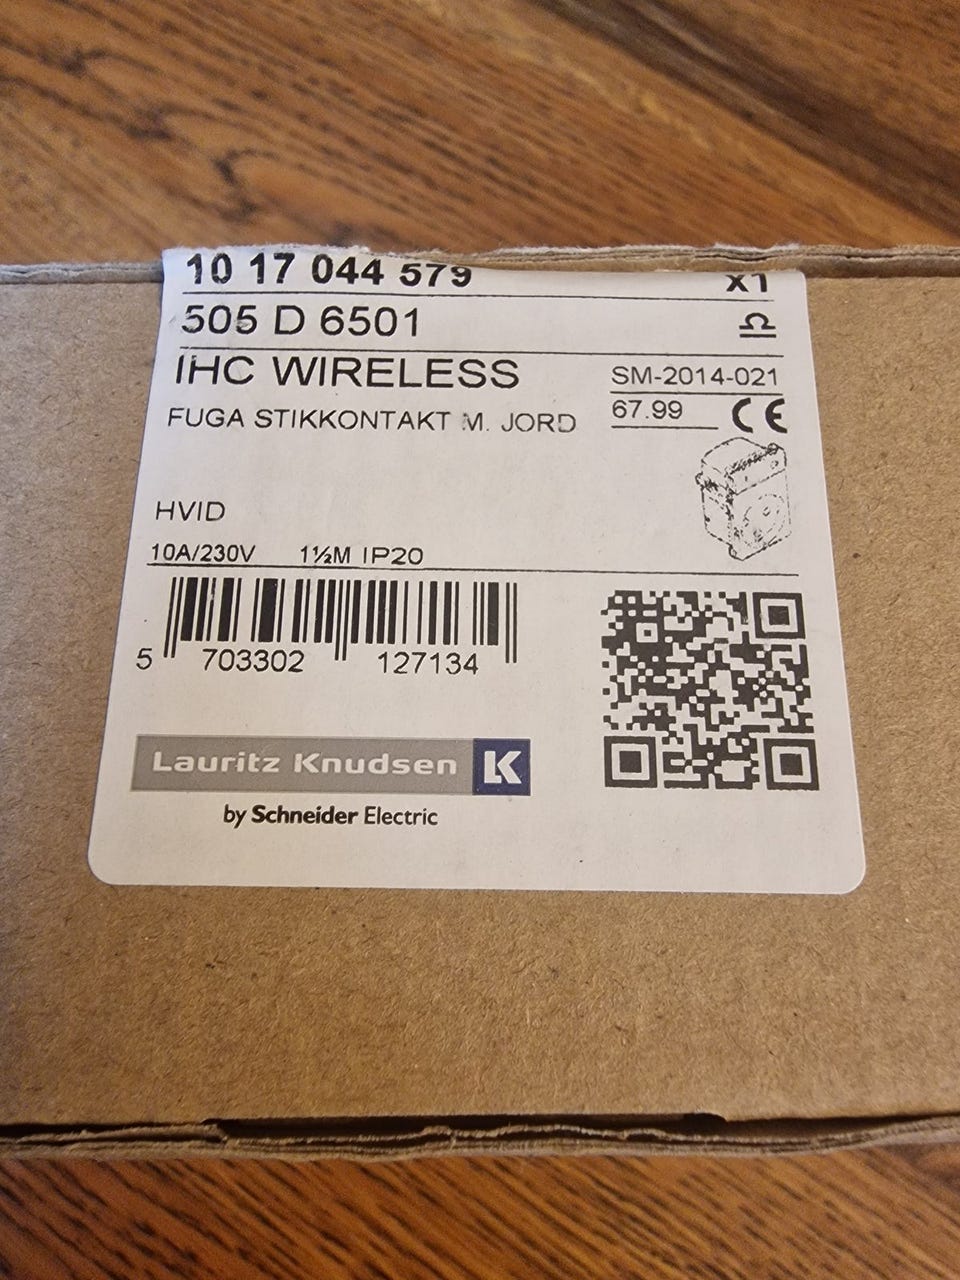 10 17 044 579 x1
505 D 6501
IHC WIRELESS
SM-2014-021
FUGA STIKKONTAKT M. JORD
67.99 CE
HVID
10A/230V 1½M IP20
5 703302 127134
Lauritz Knudsen LK
by Schneider Electric